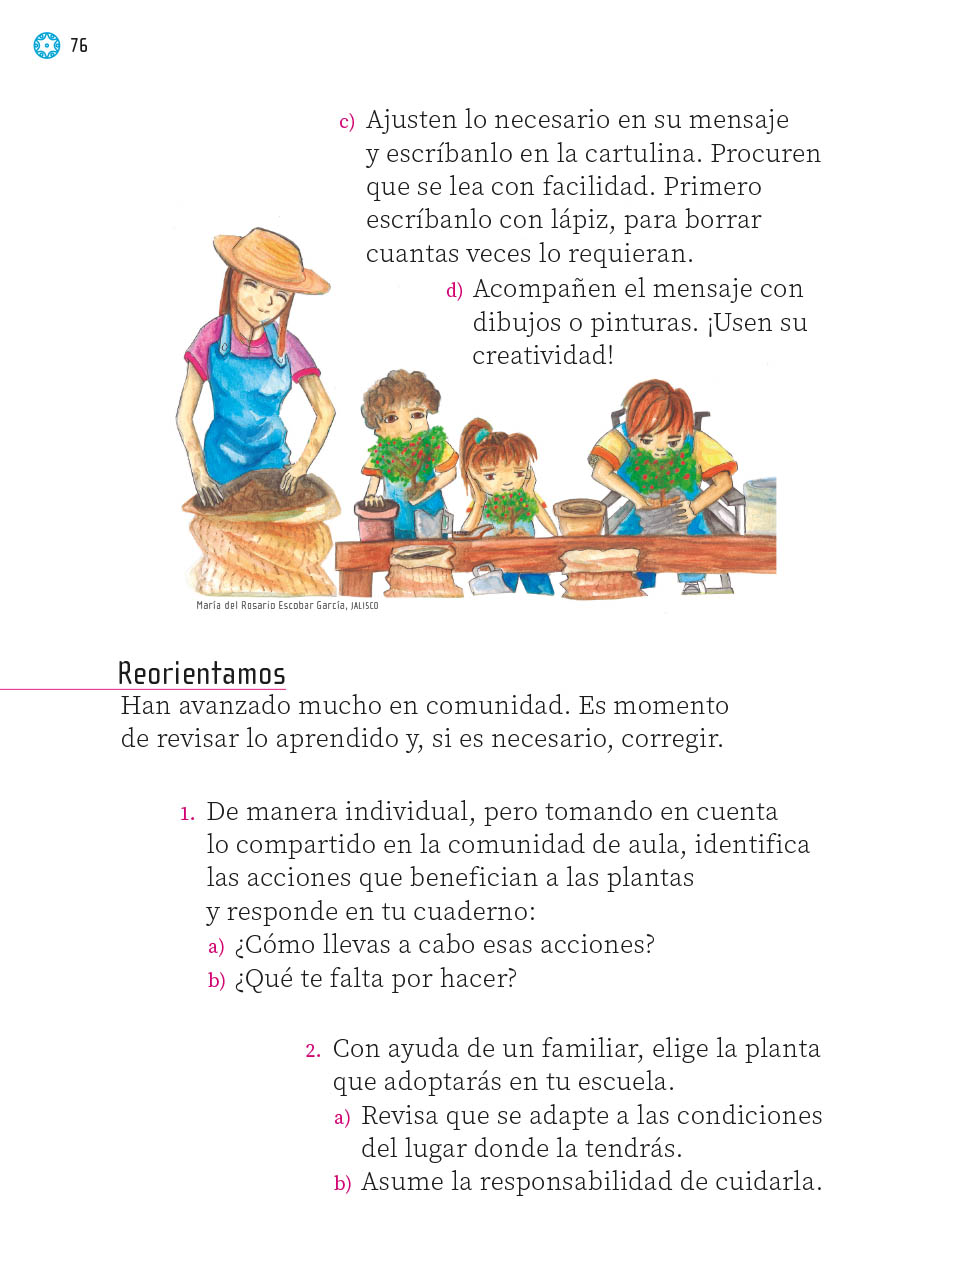 76
c) Ajusten lo necesario en su mensaje
y escríbanlo en la cartulina. Procuren
que se lea con facilidad. Primero
escríbanlo con lápiz, para borrar
cuantas veces lo requieran.
d) Acompañen el mensaje con
dibujos o pinturas. ¡Usen su
creatividad!
María del Rosario Escobar García, JALISCO
Reorientamos
Han avanzado mucho en comunidad. Es momento
de revisar lo aprendido y, si es necesario, corregir.
1. De manera individual, pero tomando en cuenta
lo compartido en la comunidad de aula, identifica
las acciones que benefician a las plantas
y responde en tu cuaderno:
a) ¿Cómo llevas a cabo esas acciones?
b) ¿Qué te falta por hacer?
2. Con ayuda de un familiar, elige la planta
que adoptarás en tu escuela.
a) Revisa que se adapte a las condiciones
del lugar donde la tendrás.
b) Asume la responsabilidad de cuidarla.